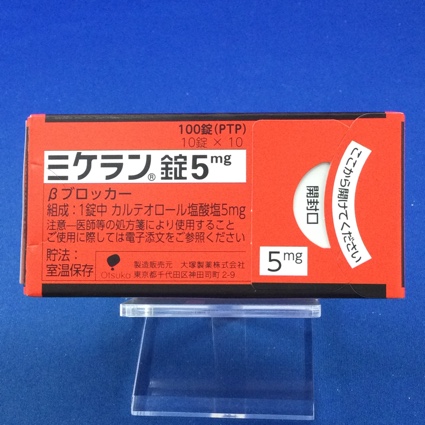 100錠(PTP)
10錠×10
ミケラン®錠5mg
βブロッカー
組成:1錠中 カルテオロール塩酸塩5mg
注意―医師等の処方箋により使用すること
ご使用に際しては電子添文をご参照ください
貯法:
室温保存
Otsuka
製造販売元 大塚製薬株式会社
東京都千代田区神田司町2-9
ここから開けてください
開封口
5mg